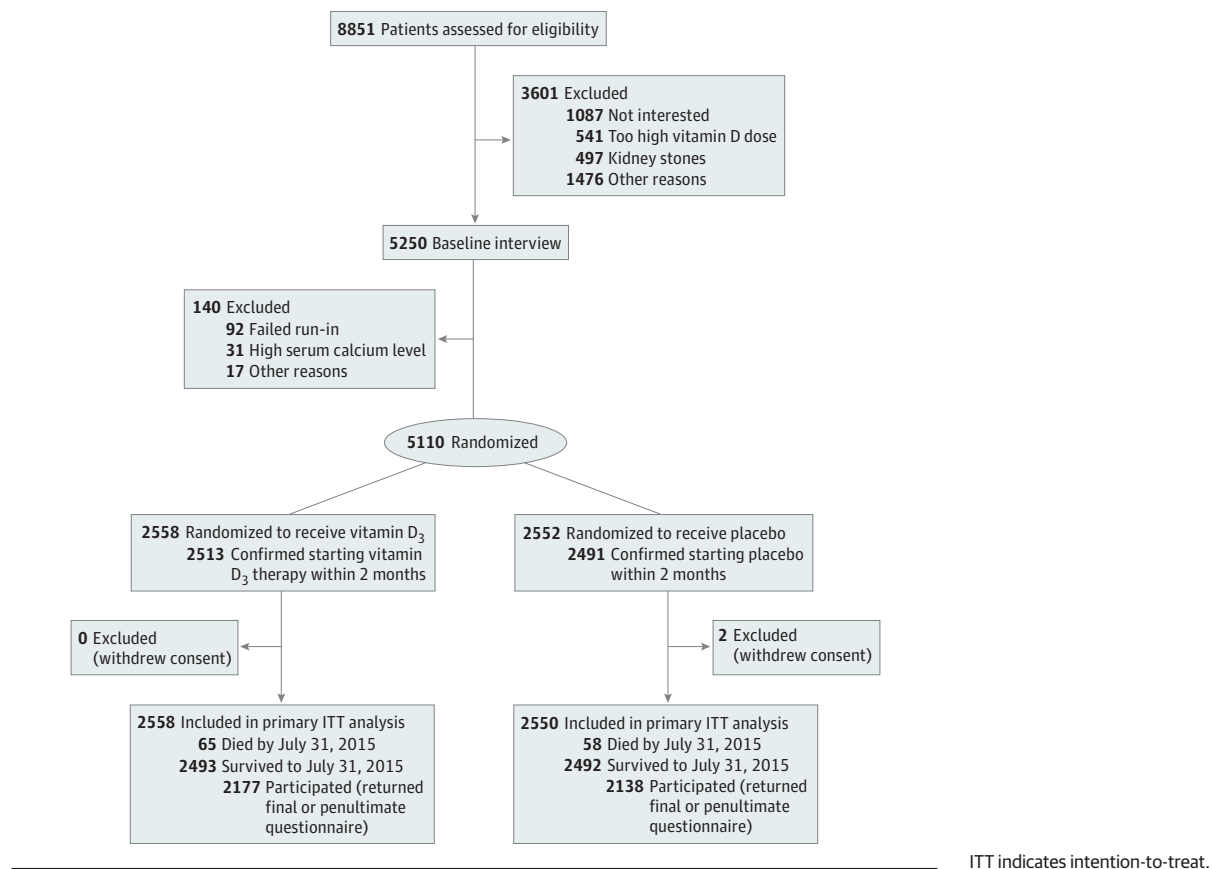 8851 Patients assessed for eligibility
3601 Excluded
1087 Not interested
541 Too high vitamin D dose
497 Kidney stones
1476 Other reasons
5250 Baseline interview
140 Excluded
92 Failed run-in
31 High serum calcium level
17 Other reasons
5110 Randomized
2558 Randomized to receive vitamin D3
2513 Confirmed starting vitamin
D3 therapy within 2 months
2552 Randomized to receive placebo
2491 Confirmed starting placebo
within 2 months
0 Excluded
(withdrew consent)
2 Excluded
(withdrew consent)
2558 Included in primary ITT analysis
65 Died by July 31, 2015
2493 Survived to July 31, 2015
2177 Participated (returned
final or penultimate
questionnaire)
2550 Included in primary ITT analysis
58 Died by July 31, 2015
2492 Survived to July 31, 2015
2138 Participated (returned
final or penultimate
questionnaire)
ITT indicates intention-to-treat.